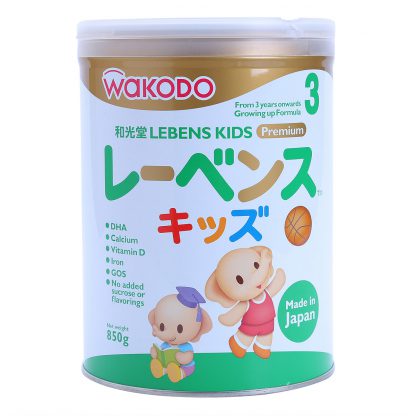 WAKODO
From 3 years onwards
Growing up Formula
3
和光堂 LEBENS KIDS Premium
レーベンス
キッズ
• DHA
• Calcium
• Vitamin D
• Iron
• GOS
• No added
sucrose or
flavorings
Made in
Japan
Net weight
850g